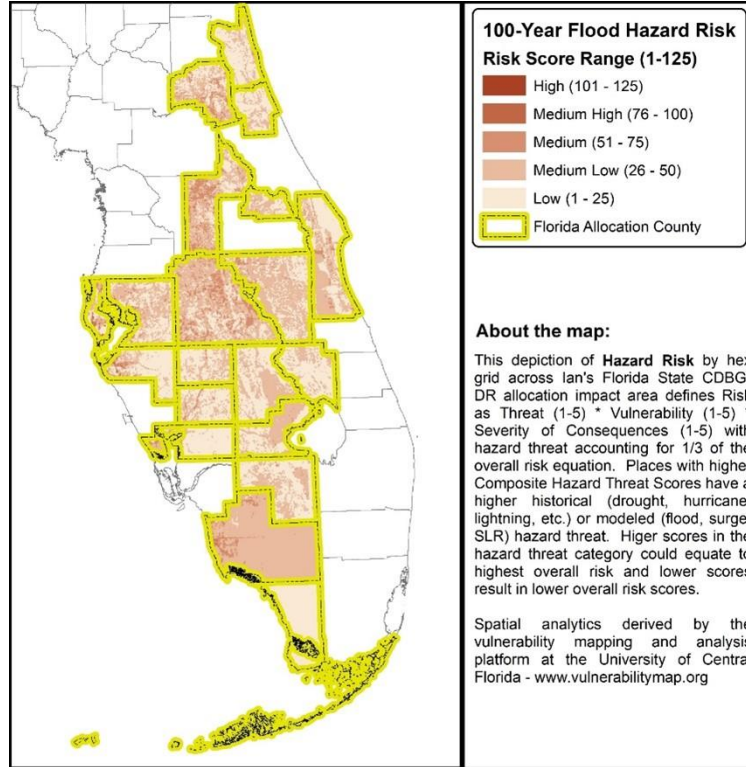 100-Year Flood Hazard Risk
Risk Score Range (1-125)
High (101 - 125)
Medium High (76 - 100)
Medium (51 - 75)
Medium Low (26 - 50)
Low (1 - 25)
Florida Allocation County
About the map:
This depiction of Hazard Risk by hex
grid across Ian's Florida State CDBG-
DR allocation impact area defines Risk
as Threat (1-5) * Vulnerability (1-5) *
Severity of Consequences (1-5) with
hazard threat accounting for 1/3 of the
overall risk equation. Places with higher
Composite Hazard Threat Scores have a
higher historical (drought, hurricane,
lightning, etc.) or modeled (flood, surge,
SLR) hazard threat. Higer scores in the
hazard threat category could equate to
highest overall risk and lower scores
result in lower overall risk scores.
Spatial analytics derived by the
vulnerability mapping and analysis
platform at the University of Central
Florida - www.vulnerabilitymap.org